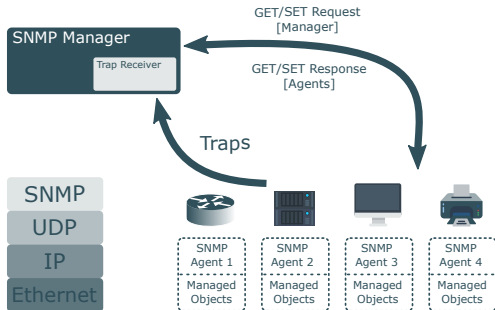 GET/SET Request
[Manager]
SNMP Manager
Trap Receiver
GET/SET Response
[Agents]
Traps
SNMP
UDP
IP
Ethernet
SNMP
Agent 1
Managed
Objects
SNMP
Agent 2
Managed
Objects
SNMP
Agent 3
Managed
Objects
SNMP
Agent 4
Managed
Objects